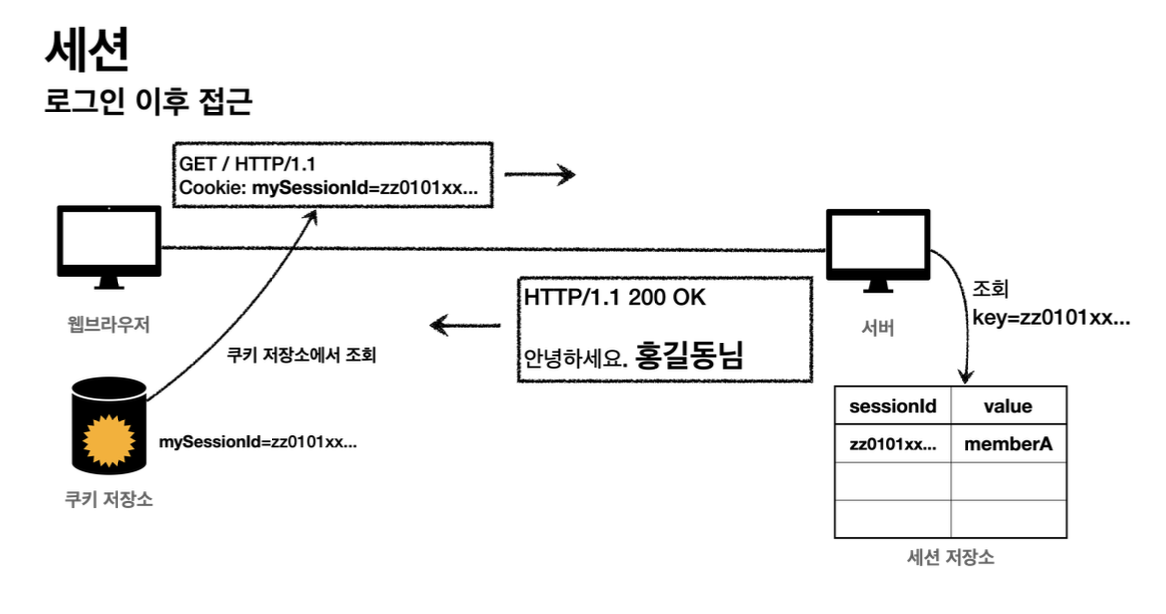 세션
로그인 이후 접근
GET / HTTP/1.1
Cookie: mySessionId=zz0101xx...
웹브라우저
쿠키 저장소에서 조회
mySessionId=zz0101xx...
쿠키 저장소
HTTP/1.1 200 OK
안녕하세요. 홍길동님
서버
조회
key=zz0101xx...
sessionId value
zz0101xx... memberA
세션 저장소